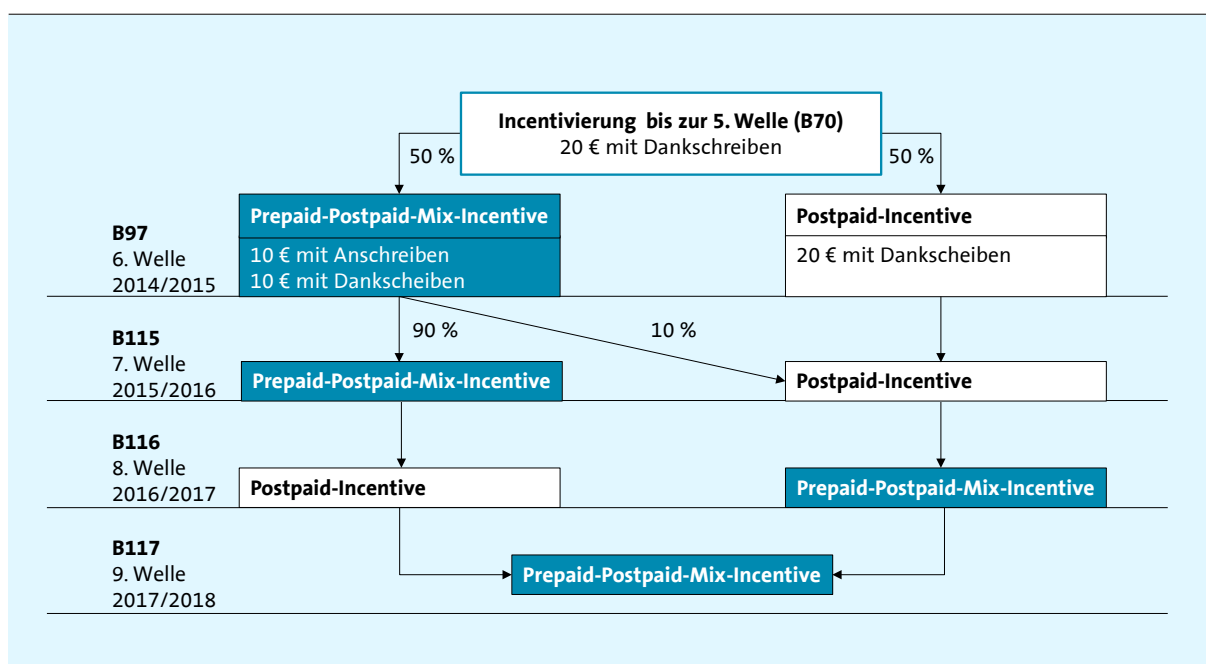 Incentivierung bis zur 5. Welle (B70)
20 € mit Dankschreiben
50 %
50 %
B97
6. Welle
2014/2015
Prepaid-Postpaid-Mix-Incentive
10 € mit Anschreiben
10 € mit Dankscheiben
Postpaid-Incentive
20 € mit Dankscheiben
90 %
10 %
B115
7. Welle
2015/2016
Prepaid-Postpaid-Mix-Incentive
Postpaid-Incentive
B116
8. Welle
2016/2017
Postpaid-Incentive
Prepaid-Postpaid-Mix-Incentive
B117
9. Welle
2017/2018
Prepaid-Postpaid-Mix-Incentive